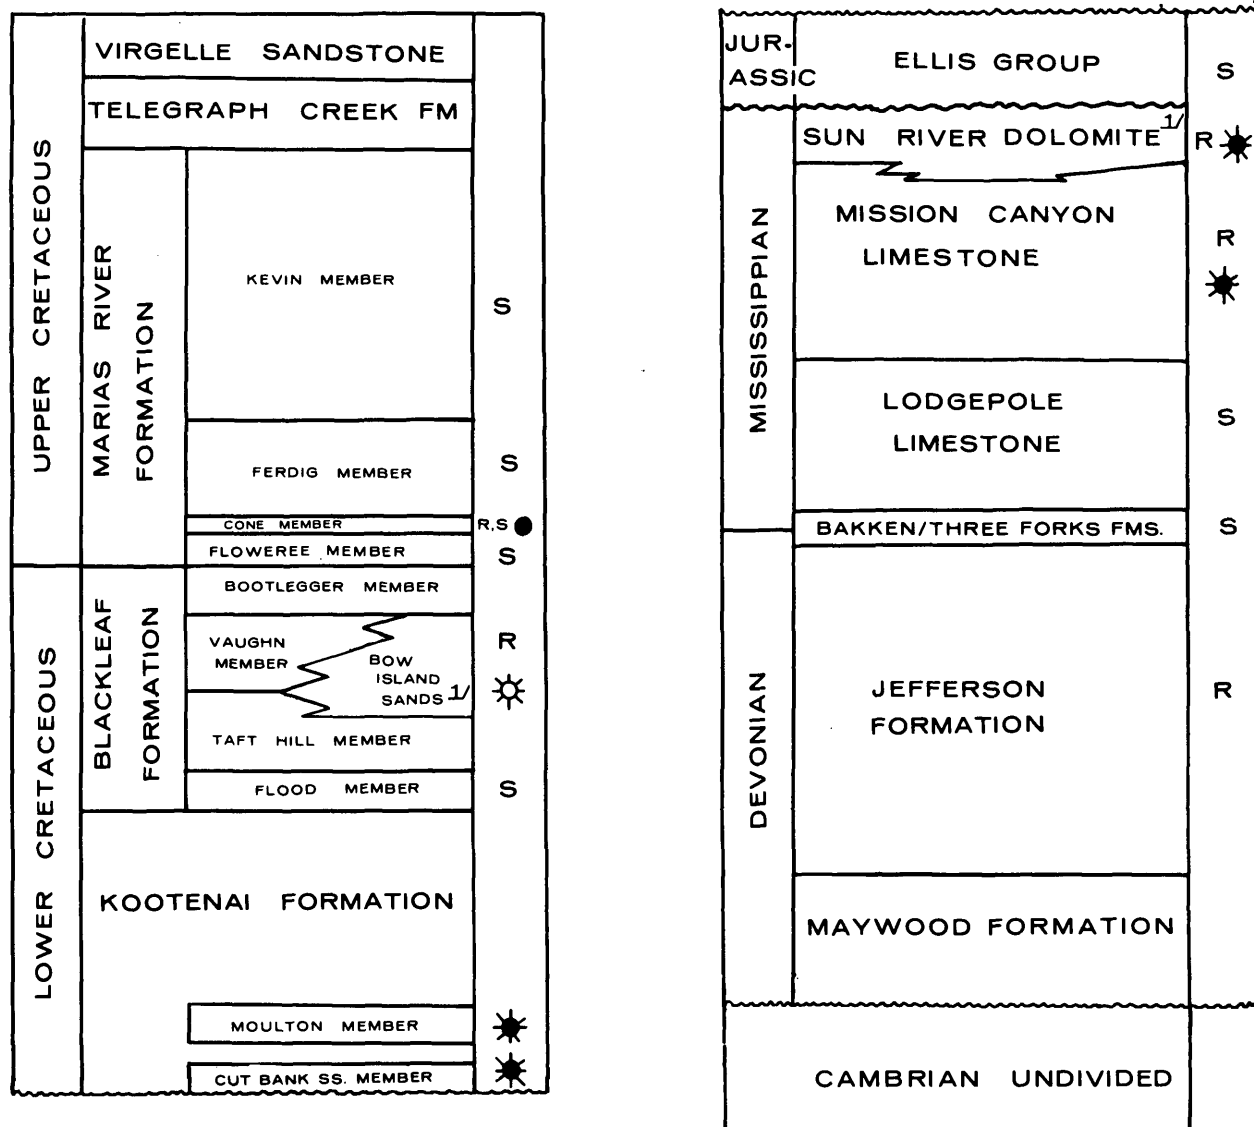 VIRGELLE SANDSTONE
TELEGRAPH CREEK FM
UPPER CRETACEOUS
MARIAS RIVER
FORMATION
KEVIN MEMBER
S
FERDIG MEMBER
S
CONE MEMBER
R,S
FLOWEREE MEMBER
S
LOWER CRETACEOUS
BLACKLEAF
FORMATION
BOOTLEGGER MEMBER
VAUGHN
MEMBER
R
BOW
ISLAND
SANDS 1/
TAFT HILL MEMBER
FLOOD MEMBER
S
KOOTENAI FORMATION
MOULTON MEMBER
CUT BANK SS. MEMBER
JUR-
ASSIC
ELLIS GROUP
S
MISSISSIPPIAN
SUN RIVER DOLOMITE 1/
R
MISSION CANYON
LIMESTONE
R
LODGEPOLE
LIMESTONE
S
BAKKEN/THREE FORKS FMS.
S
DEVONIAN
JEFFERSON
FORMATION
R
MAYWOOD FORMATION
CAMBRIAN UNDIVIDED